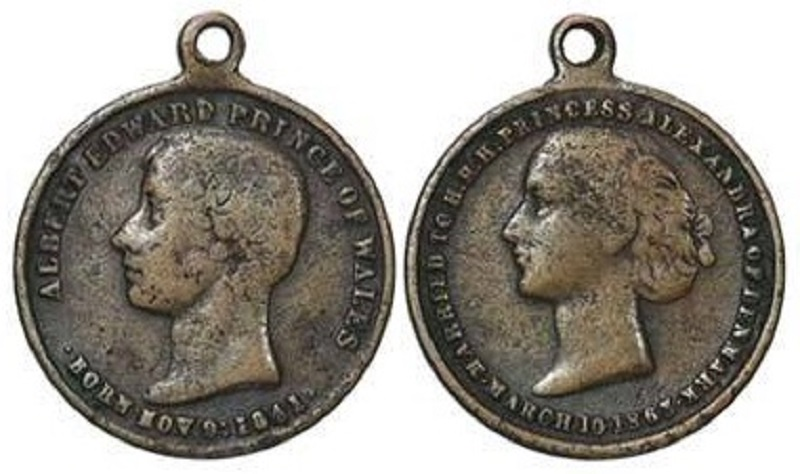 ALBERT EDWARD PRINCE OF WALES
·BORN NOV 9: 1841·
MARRIED TO H.R.H. PRINCESS ALEXANDRA OF DENMARK·
MARCH 10 1863·